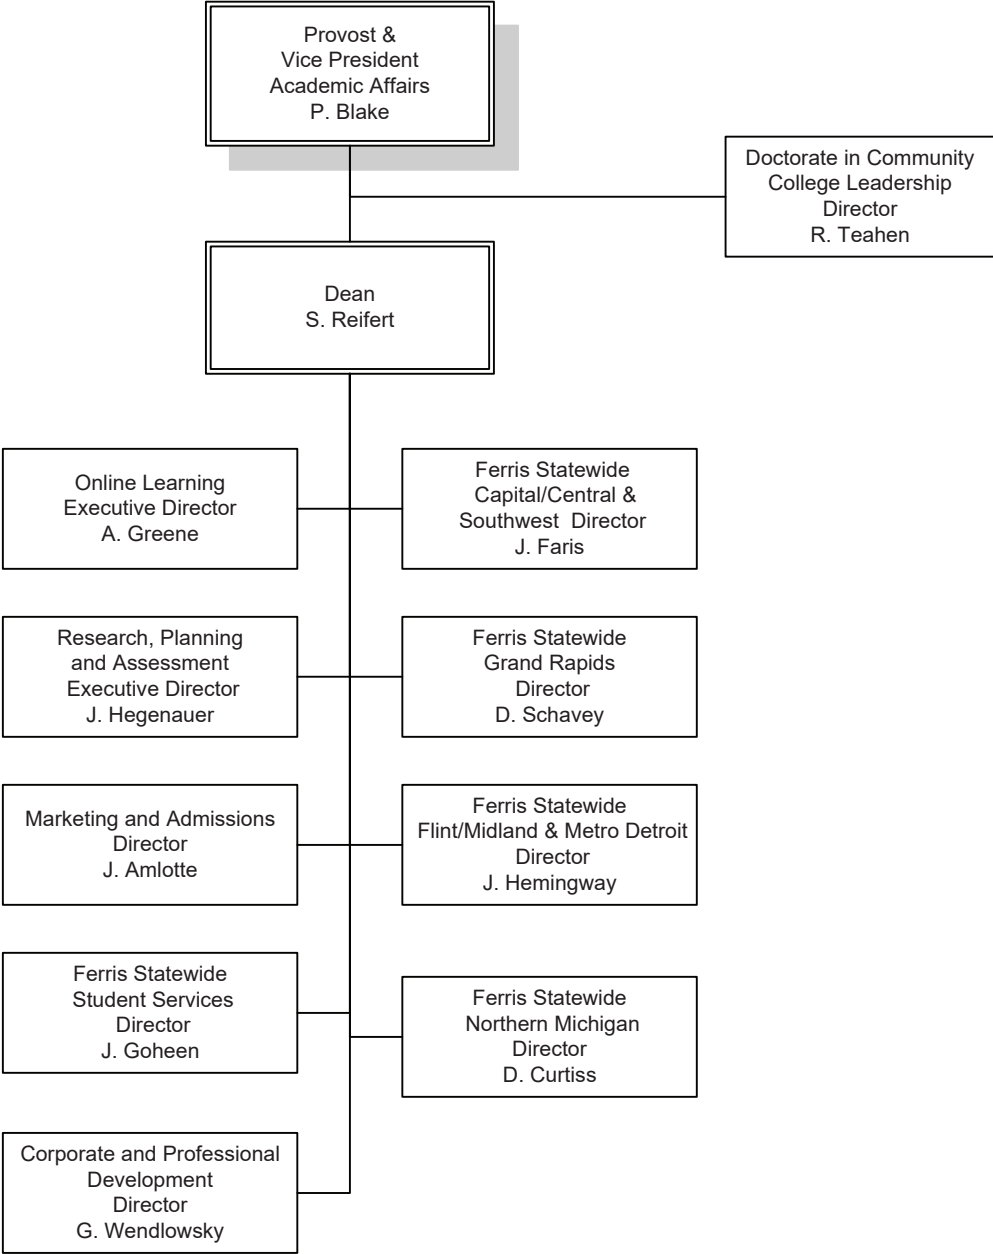 Provost &
Vice President
Academic Affairs
P. Blake
Doctorate in Community
College Leadership
Director
R. Teahen
Dean
S. Reifert
Online Learning
Executive Director
A. Greene
Ferris Statewide
Capital/Central &
Southwest  Director
J. Faris
Research, Planning
and Assessment
Executive Director
J. Hegenauer
Ferris Statewide
Grand Rapids
Director
D. Schavey
Marketing and Admissions
Director
J. Amlotte
Ferris Statewide
Flint/Midland & Metro Detroit
Director
J. Hemingway
Ferris Statewide
Student Services
Director
J. Goheen
Ferris Statewide
Northern Michigan
Director
D. Curtiss
Corporate and Professional
Development
Director
G. Wendlowsky